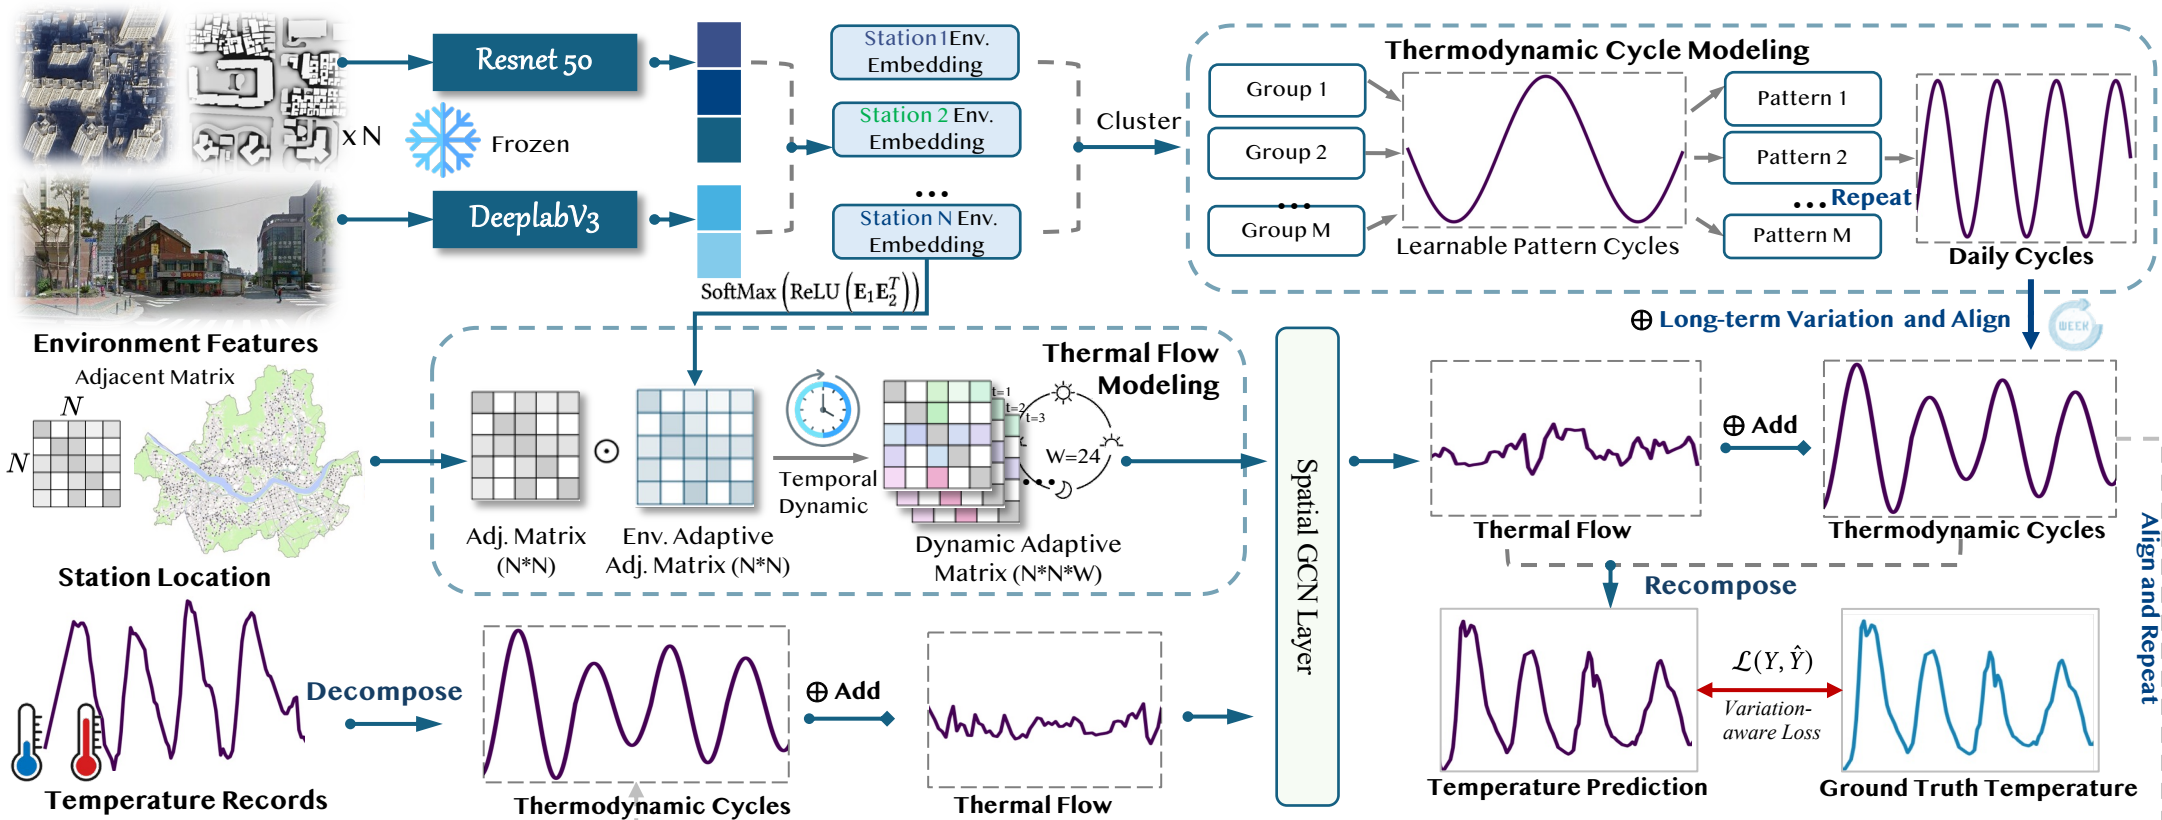 Resnet 50
x N
Frozen
DeeplabV3
Environment Features
Station 1 Env.
Embedding
Station 2 Env.
Embedding
...
Station N Env.
Embedding
SoftMax(ReLU(E₁E₂ᵀ))
Cluster
Thermodynamic Cycle Modeling
Group 1
Group 2
...
Group M
Learnable Pattern Cycles
Pattern 1
Pattern 2
...
Pattern M
Repeat
Daily Cycles
⊕ Long-term Variation and Align
WEEK
Adjacent Matrix
N
N
Station Location
Thermal Flow
Modeling
Adj. Matrix
(N*N)
⊙
Env. Adaptive
Adj. Matrix (N*N)
Temporal
Dynamic
t=1
t=2
t=3
...
W=24
Dynamic Adaptive
Matrix (N*N*W)
Spatial GCN Layer
Thermal Flow
⊕ Add
Thermodynamic Cycles
Align and Repeat
Recompose
Temperature Records
Decompose
Thermodynamic Cycles
⊕ Add
Thermal Flow
Temperature Prediction
ℒ(Y, Ŷ)
Variation-
aware Loss
Ground Truth Temperature